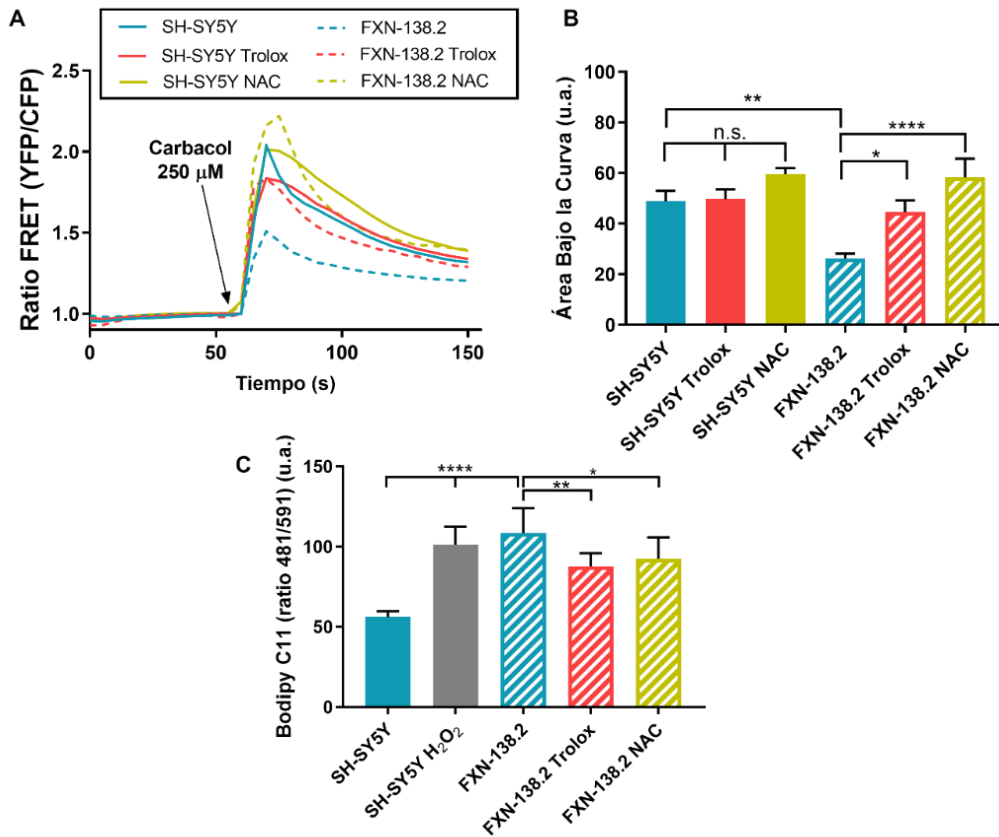 A
SH-SY5Y
SH-SY5Y Trolox
SH-SY5Y NAC
FXN-138.2
FXN-138.2 Trolox
FXN-138.2 NAC
Ratio FRET (YFP/CFP)
2.5
2.0
1.5
1.0
Carbacol
250 µM
0
50
100
150
Tiempo (s)
B
Área Bajo la Curva (u.a.)
100
80
60
40
20
0
**
n.s.
****
*
SH-SY5Y
SH-SY5Y Trolox
SH-SY5Y NAC
FXN-138.2
FXN-138.2 Trolox
FXN-138.2 NAC
C
Bodipy C11 (ratio 481/591) (u.a.)
150
100
50
0
****
*
**
SH-SY5Y
SH-SY5Y H₂O₂
FXN-138.2
FXN-138.2 Trolox
FXN-138.2 NAC